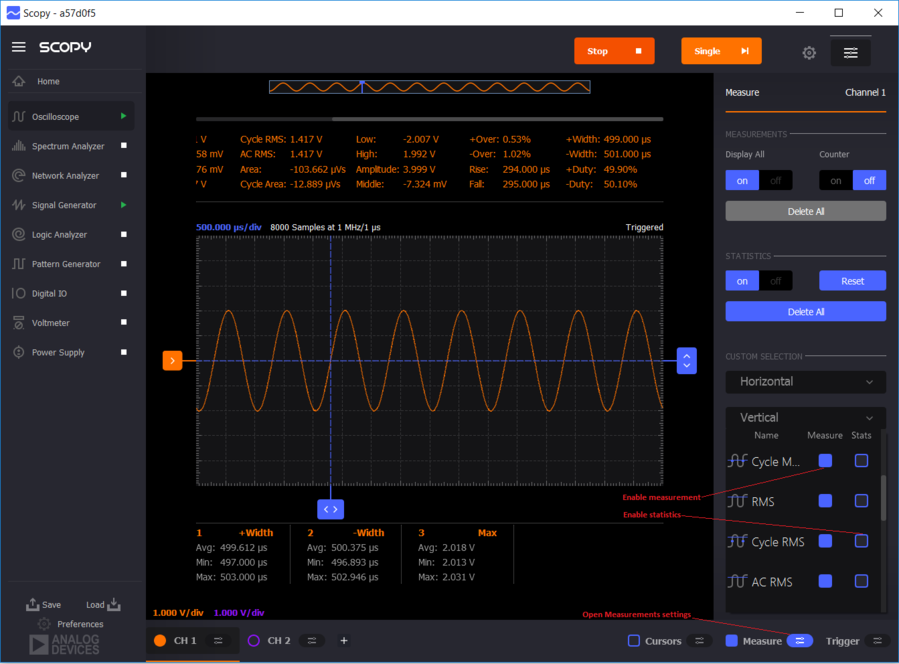 Scopy - a57d0f5
SCOPY
Stop
Single
Home
Oscilloscope
Spectrum Analyzer
Network Analyzer
Signal Generator
Logic Analyzer
Pattern Generator
Digital IO
Voltmeter
Power Supply
Save
Load
Preferences
ANALOG
DEVICES
V Cycle RMS: 1.417 V Low: -2.007 V +Over: 0.53% +Width: 499.000 µs
58 mV AC RMS: 1.417 V High: 1.992 V -Over: 1.02% -Width: 501.000 µs
76 mV Area: -103.662 µVs Amplitude: 3.999 V Rise: 294.000 µs +Duty: 49.90%
V Cycle Area: -12.889 µVs Middle: -7.324 mV Fall: 295.000 µs -Duty: 50.10%
500.000 µs/div 8000 Samples at 1 MHz/1 µs Triggered
1 +Width 2 -Width 3 Max
Avg: 499.612 µs Avg: 500.375 µs Avg: 2.018 V
Min: 497.000 µs Min: 496.893 µs Min: 2.013 V
Max: 503.000 µs Max: 502.946 µs Max: 2.031 V
1.000 V/div 1.000 V/div
CH 1 CH 2 +
Cursors Measure Trigger
Measure Channel 1
MEASUREMENTS
Display All Counter
on off on off
Delete All
STATISTICS
on off Reset
Delete All
CUSTOM SELECTION
Horizontal
Vertical
Name Measure Stats
Cycle M...
RMS
Cycle RMS
AC RMS
Enable measurement
Enable statistics
Open Measurements settings